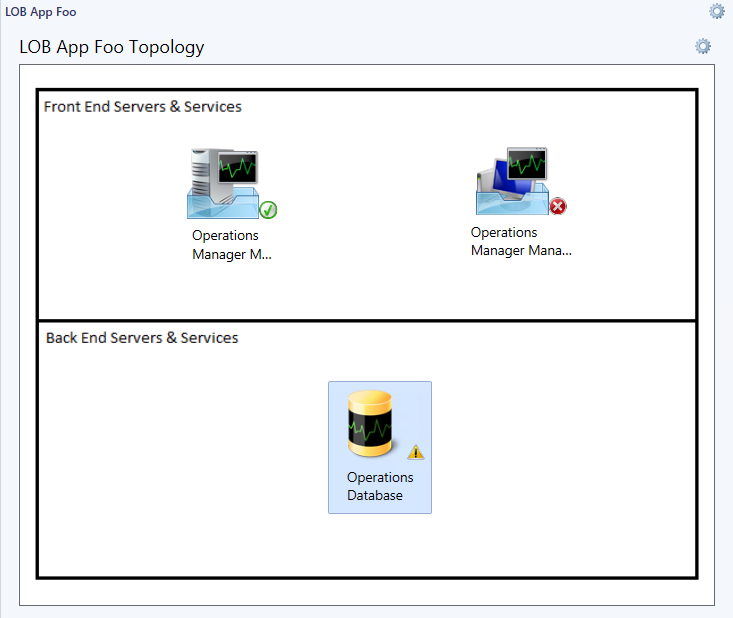 LOB App Foo
LOB App Foo Topology
Front End Servers & Services
Operations
Manager M...
Operations
Manager Mana...
Back End Servers & Services
Operations
Database